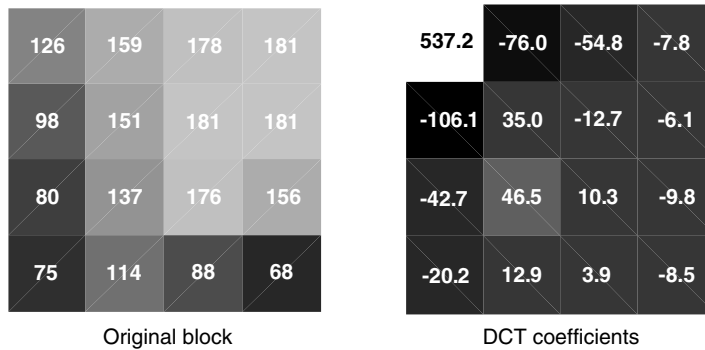 126 159 178 181 537.2 -76.0 -54.8 -7.8
98 151 181 181 -106.1 35.0 -12.7 -6.1
80 137 176 156 -42.7 46.5 10.3 -9.8
75 114 88 68 -20.2 12.9 3.9 -8.5
Original block DCT coefficients